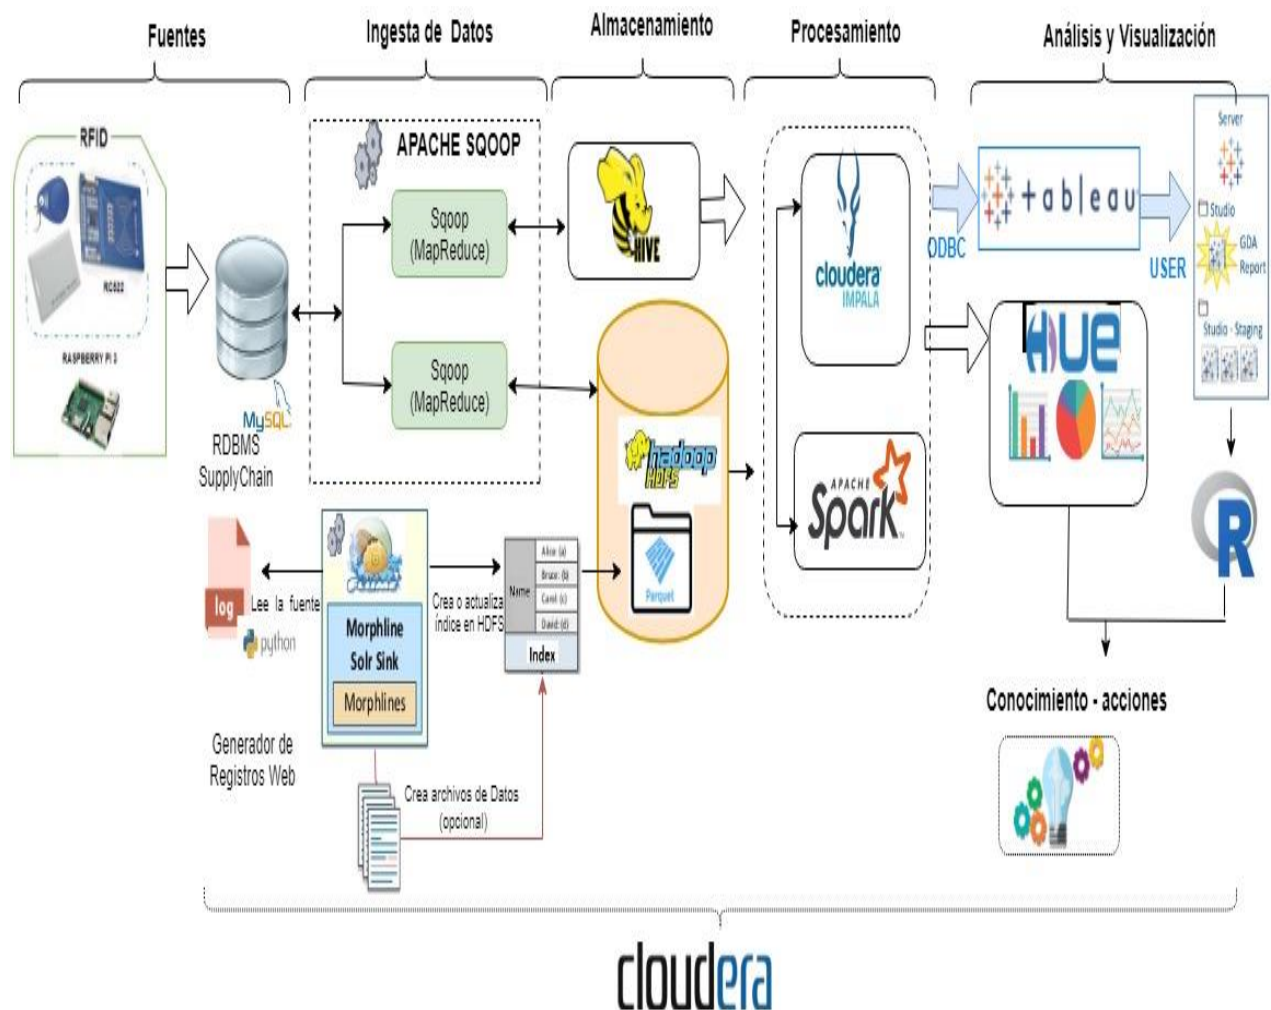 Fuentes
Ingesta de Datos
Almacenamiento
Procesamiento
Análisis y Visualización
RFID
RC522
RASPBERRY PI 3
MySQL
RDBMS
SupplyChain
APACHE SQOOP
Sqoop
(MapReduce)
Sqoop
(MapReduce)
HIVE
hadoop
HDFS
Parquet
cloudera
IMPALA
APACHE
Spark
ODBC
+ableau
USER
Server
Studio
GDA
Report
Studio - Staging
HUE
R
log
Lee la fuente
python
Generador de
Registros Web
Morphline
Solr Sink
Morphlines
Crea o actualiza
índice en HDFS
Name
Alice: (a)
Bruce: (b)
Carol: (c)
David: (d)
Index
Crea archivos de Datos
(opcional)
Conocimiento - acciones
cloudera